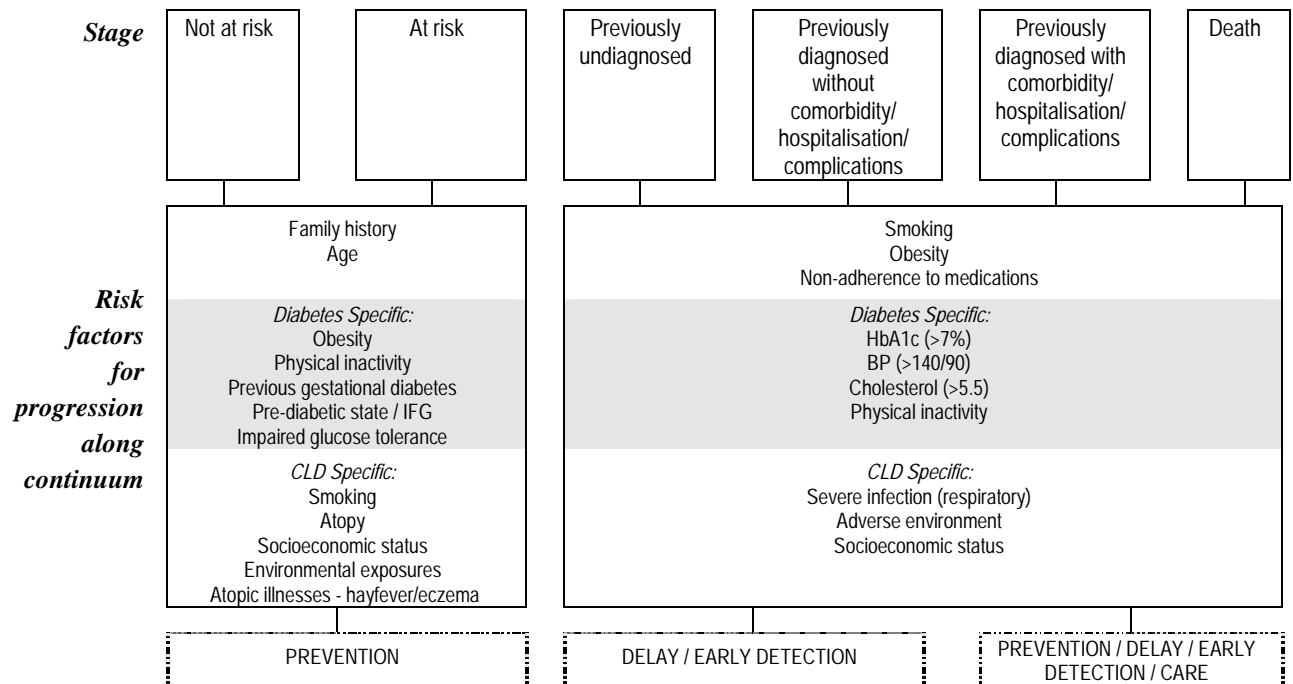 Stage
Not at risk
At risk
Previously
undiagnosed
Previously
diagnosed
without
comorbidity/
hospitalisation/
complications
Previously
diagnosed with
comorbidity/
hospitalisation/
complications
Death
Risk
factors
for
progression
along
continuum
Family history
Age
Diabetes Specific:
Obesity
Physical inactivity
Previous gestational diabetes
Pre-diabetic state / IFG
Impaired glucose tolerance
CLD Specific:
Smoking
Atopy
Socioeconomic status
Environmental exposures
Atopic illnesses - hayfever/eczema
Smoking
Obesity
Non-adherence to medications
Diabetes Specific:
HbA1c (>7%)
BP (>140/90)
Cholesterol (>5.5)
Physical inactivity
CLD Specific:
Severe infection (respiratory)
Adverse environment
Socioeconomic status
PREVENTION
DELAY / EARLY DETECTION
PREVENTION / DELAY / EARLY
DETECTION / CARE